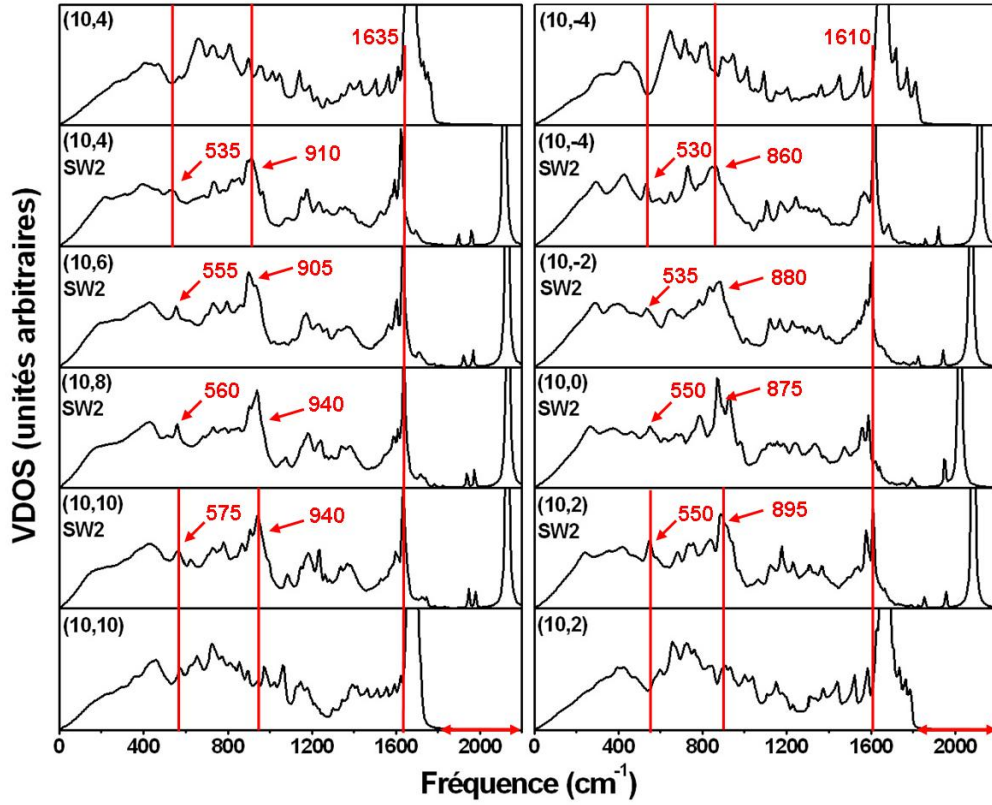 VDOS (unités arbitraires)
(10,4)
1635
(10,4)
SW2
535
910
(10,6)
SW2
555
905
(10,8)
SW2
560
940
(10,10)
SW2
575
940
(10,10)
0 400 800 1200 1600 2000
(10,-4)
1610
(10,-4)
SW2
530
860
(10,-2)
SW2
535
880
(10,0)
SW2
550
875
(10,2)
SW2
550
895
(10,2)
0 400 800 1200 1600 2000
Fréquence (cm⁻¹)